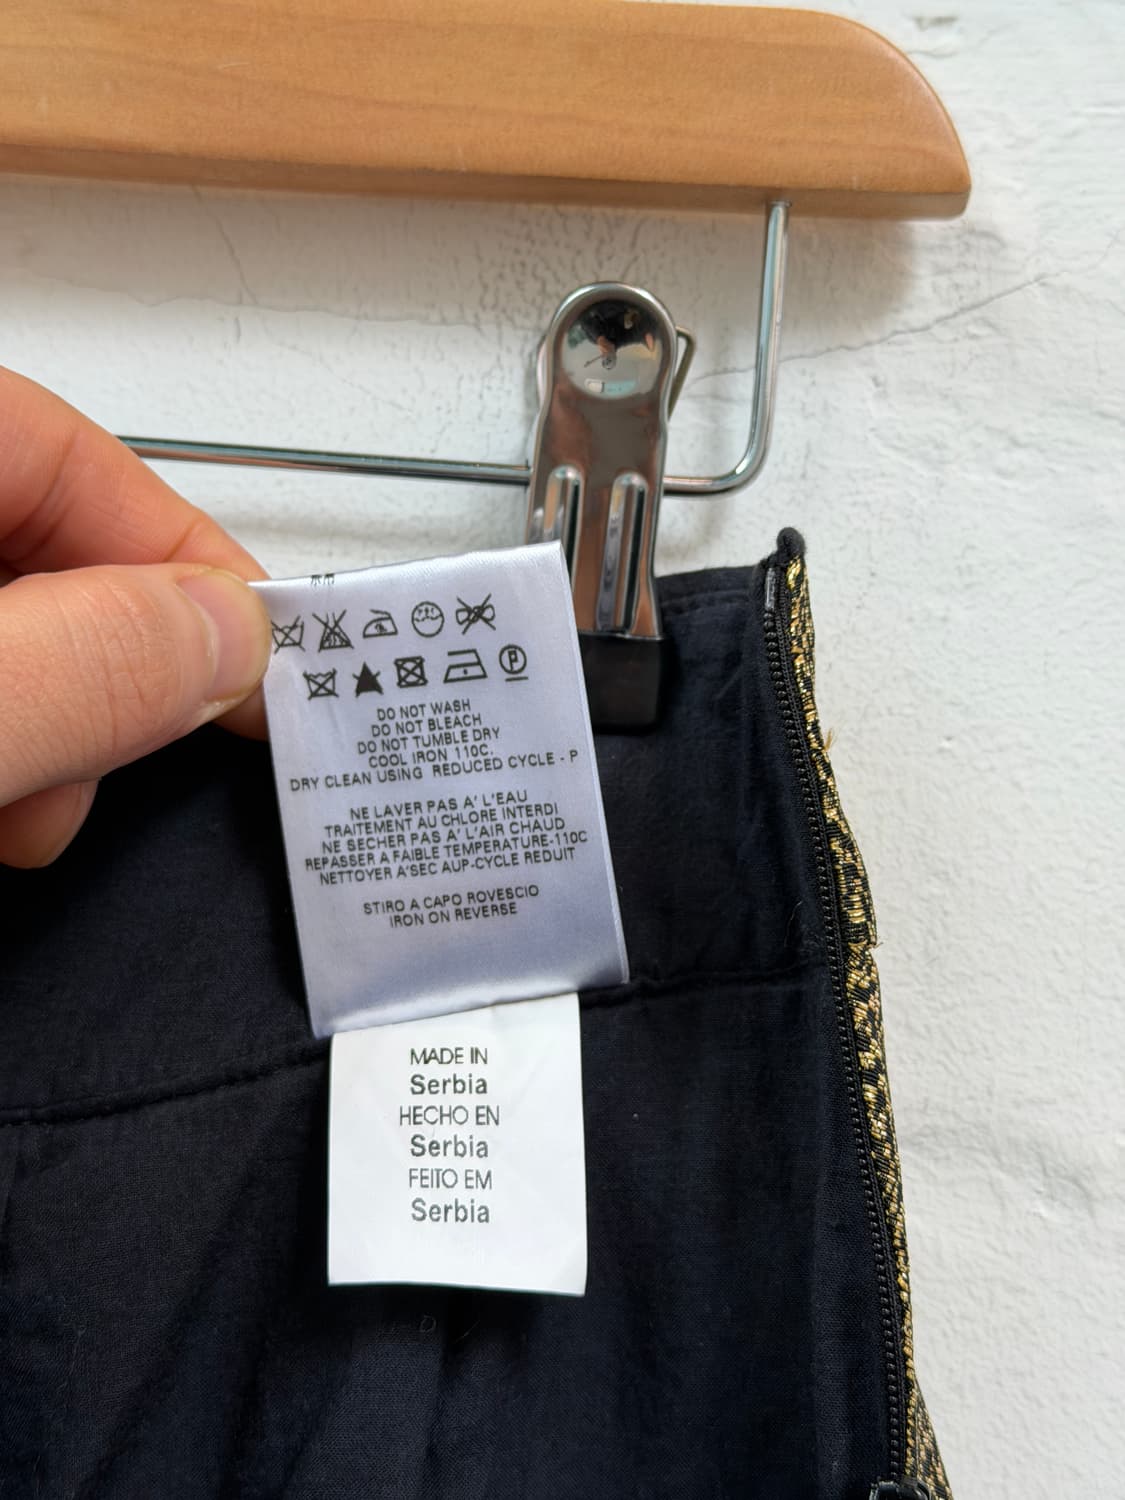 DO NOT WASH
DO NOT BLEACH
DO NOT TUMBLE DRY
COOL IRON 110C.
DRY CLEAN USING REDUCED CYCLE - P
NE LAVER PAS A' L'EAU
TRAITEMENT AU CHLORE INTERDI
NE SECHER PAS A' L'AIR CHAUD
REPASSER A FAIBLE TEMPERATURE-110C
NETTOYER A'SEC AUP-CYCLE REDUIT
STIRO A CAPO ROVESCIO
IRON ON REVERSE
MADE IN
Serbia
HECHO EN
Serbia
FEITO EM
Serbia